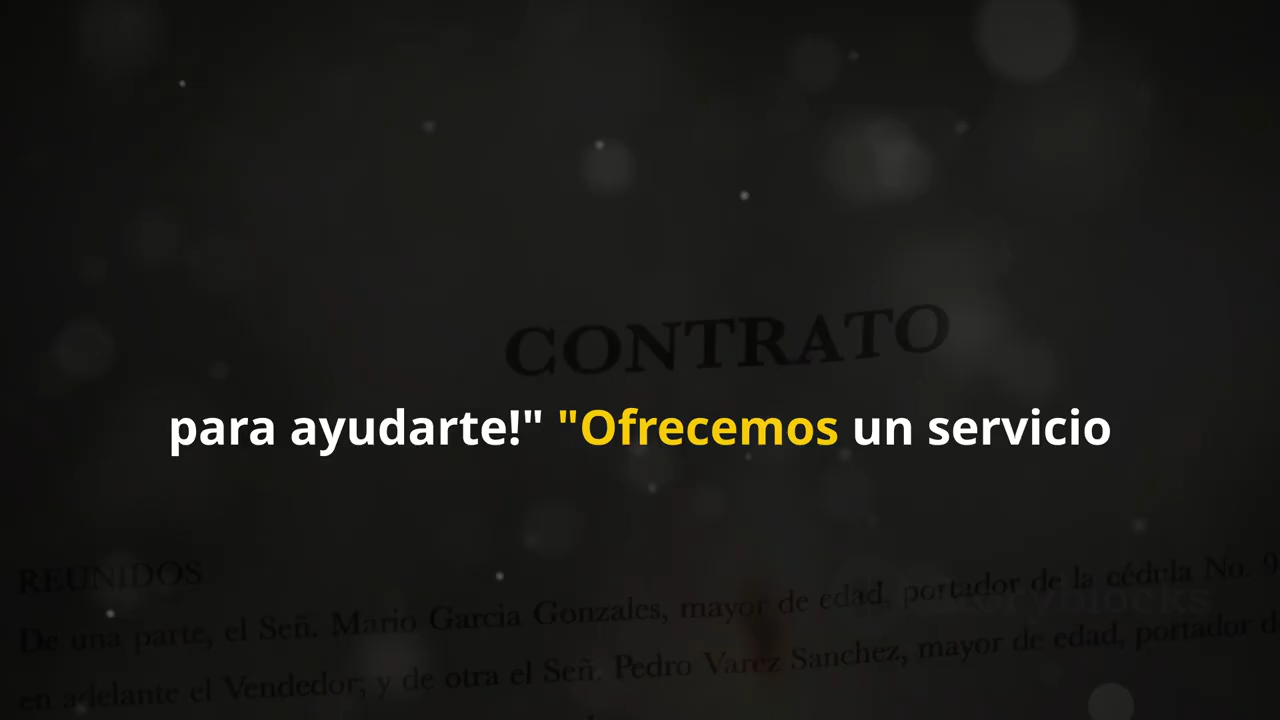 CONTRATO
para ayudarte!" "Ofrecemos un servicio
REUNIDOS
De una parte, el Señ. Mario Garcia Gonzales, mayor de edad, portador de la cédula No. 9
en adelante el Vendedor; y de otra el Señ. Pedro Varez Sanchez, mayor de edad, portador d